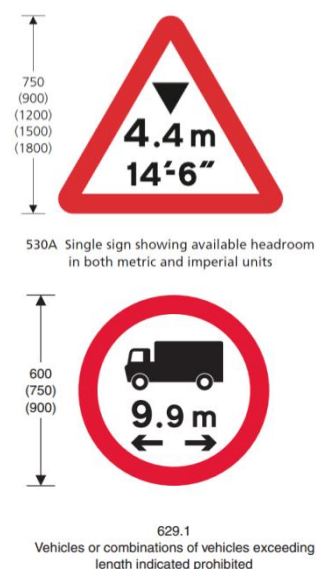 750
(900)
(1200)
(1500)
(1800)
4.4 m
14'-6"
530A Single sign showing available headroom
in both metric and imperial units
600
(750)
(900)
9.9 m
629.1
Vehicles or combinations of vehicles exceeding
length indicated prohibited